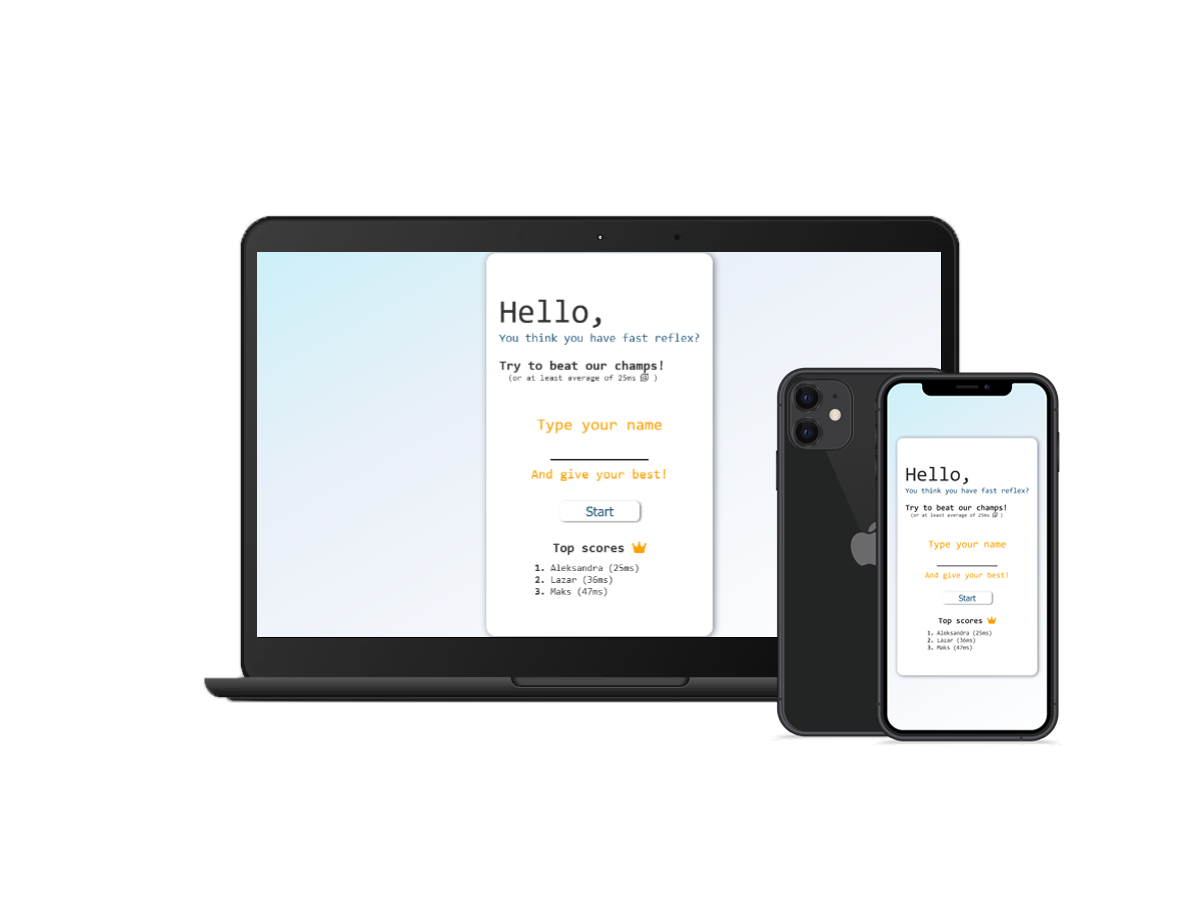 Hello,
You think you have fast reflex?
Try to beat our champs!
(or at least average of 25ms )
Type your name
And give your best!
Start
Top scores
1. Aleksandra (25ms)
2. Lazar (36ms)
3. Maks (47ms)
Hello,
You think you have fast reflex?
Try to beat our champs!
(or at least average of 25ms )
Type your name
And give your best!
Start
Top scores
1. Aleksandra (25ms)
2. Lazar (36ms)
3. Maks (47ms)